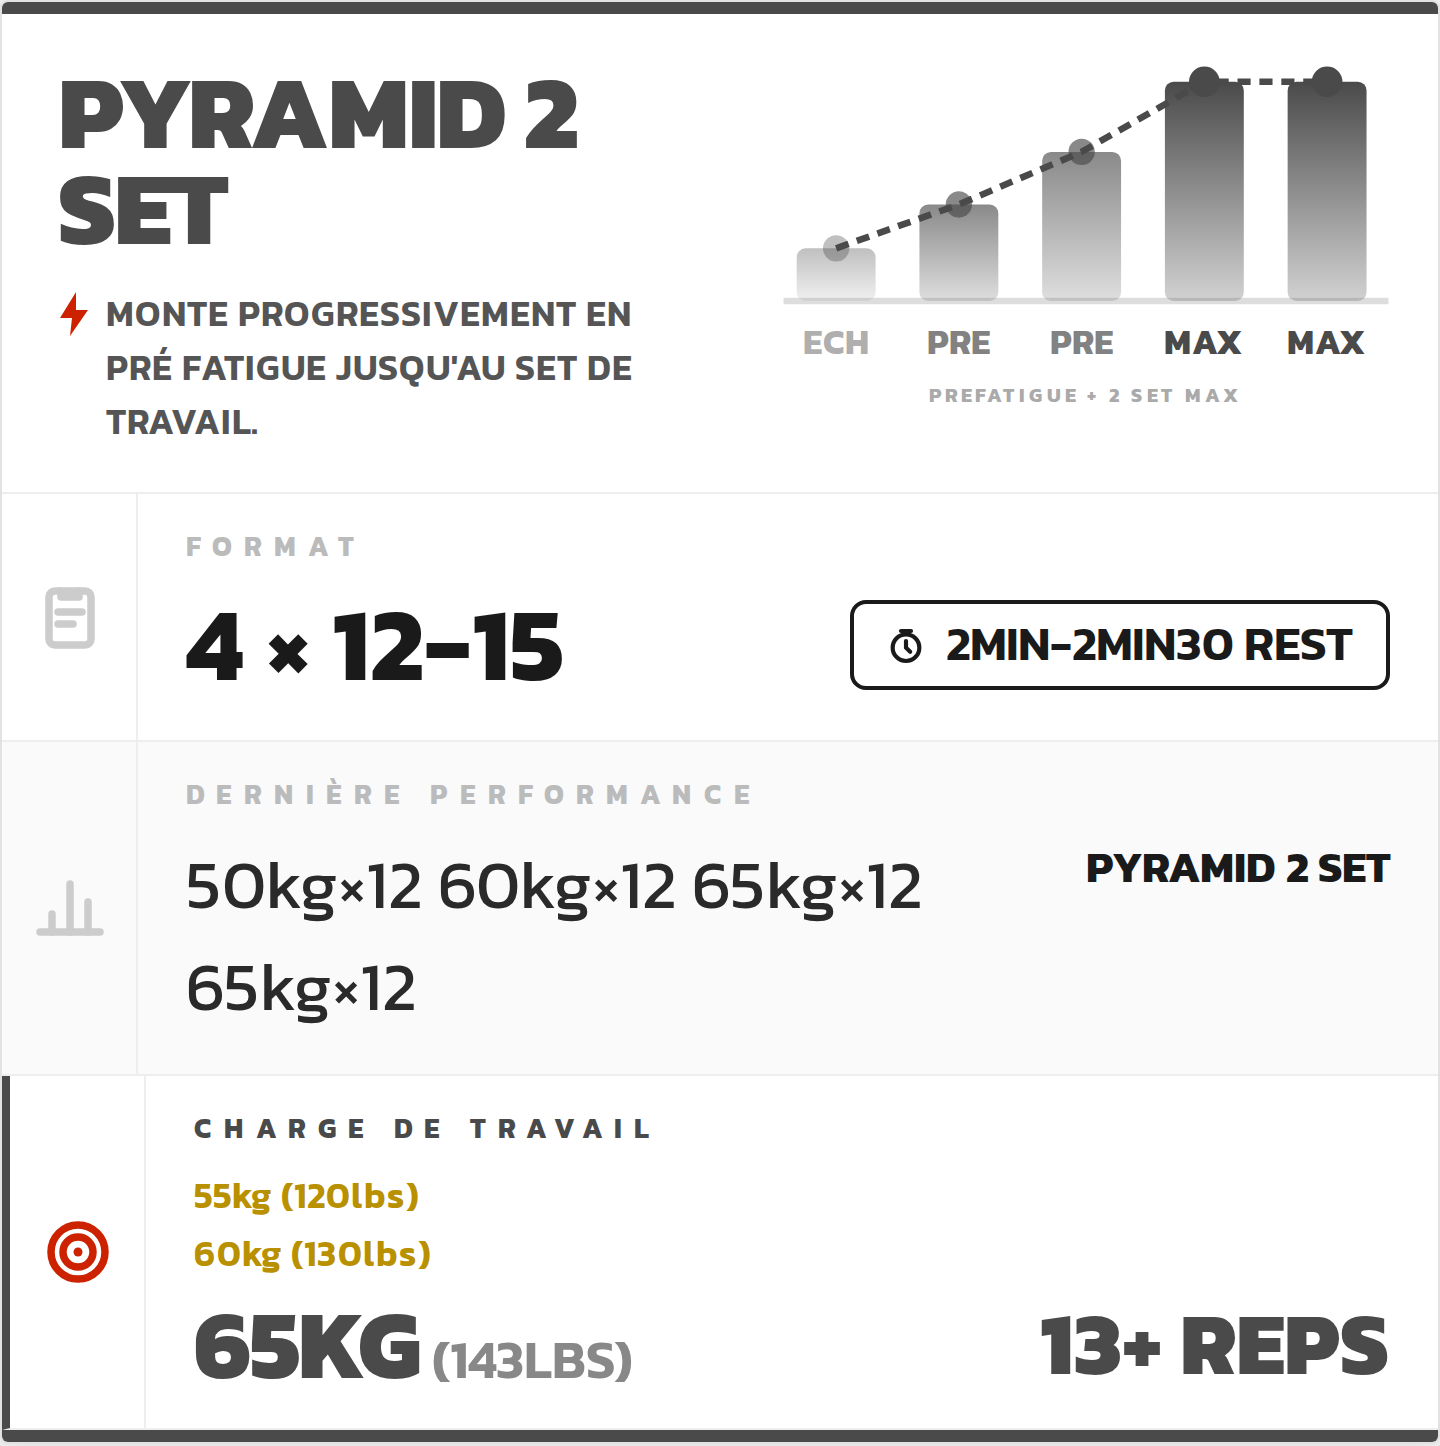 PYRAMID 2
SET
MONTE PROGRESSIVEMENT EN
PRÉ FATIGUE JUSQU'AU SET DE
TRAVAIL.
ECH PRE PRE MAX MAX
PREFATIGUE + 2 SET MAX
FORMAT
4 × 12–15
2MIN–2MIN30 REST
DERNIÈRE PERFORMANCE
50kg×12 60kg×12 65kg×12
65kg×12
PYRAMID 2 SET
CHARGE DE TRAVAIL
55kg (120lbs)
60kg (130lbs)
65KG (143LBS)
13+ REPS